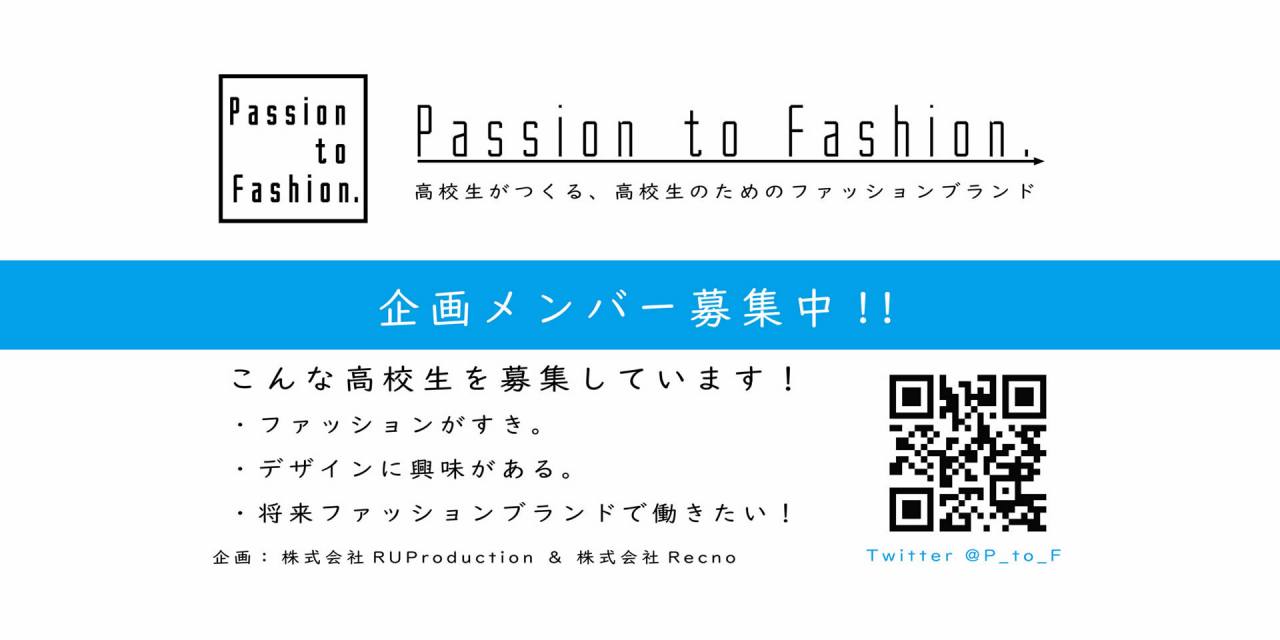 Passion
to
Fashion.
Passion to Fashion.
高校生がつくる、高校生のためのファッションブランド
企画メンバー募集中!!
こんな高校生を募集しています！
・ファッションがすき。
・デザインに興味がある。
・将来ファッションブランドで働きたい！
企画：株式会社RUProduction ＆ 株式会社Recno
Twitter @P_to_F